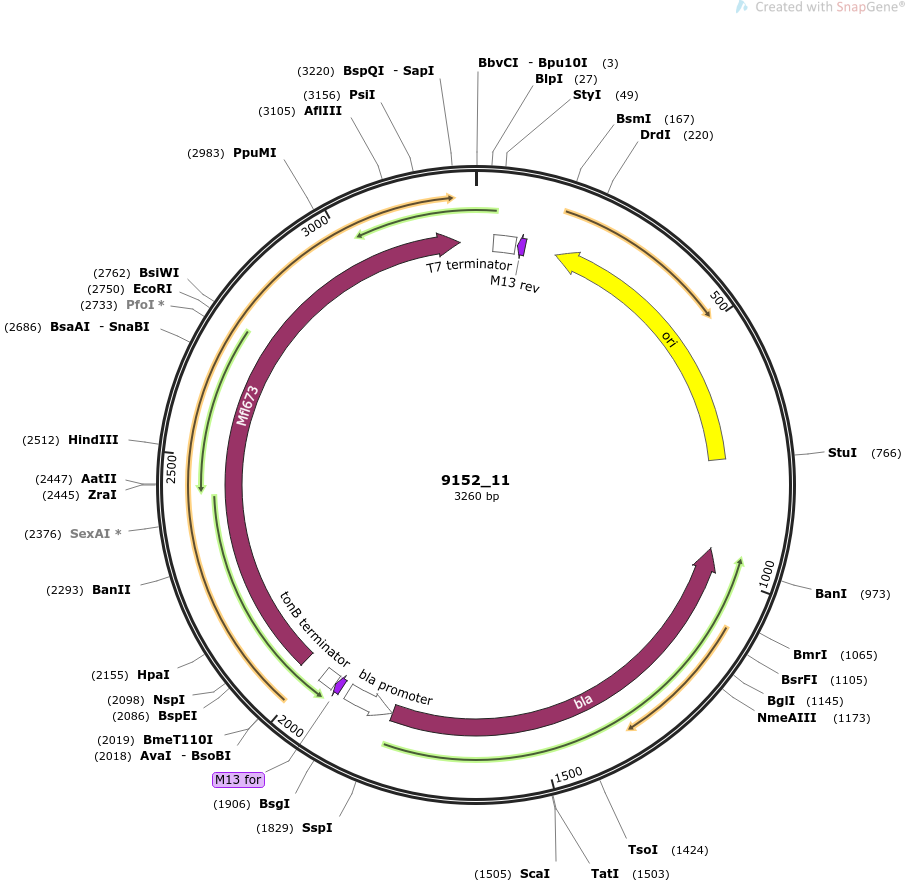 Created with SnapGene®
(3220) BspQI - SapI
BbvCI - Bpu10I (3)
BlpI (27)
(3156) PsiI
StyI (49)
(3105) AflIII
BsmI (167)
DrdI (220)
(2983) PpuMI
3000
T7 terminator
M13 rev
(2762) BsiWI
(2750) EcoRI
(2733) PfoI *
500
(2686) BsaAI - SnaBI
ori
Mfl673
(2512) HindIII
StuI (766)
2500
(2447) AatII
9152_11
(2445) ZraI
3260 bp
(2376) SexAI *
1000
(2293) BanII
BanI (973)
tonB terminator
BmrI (1065)
(2155) HpaI
BsrFI (1105)
bla promoter
(2098) NspI
BglI (1145)
bla
(2086) BspEI
NmeAIII (1173)
2000
(2019) BmeT110I
(2018) AvaI - BsoBI
1500
M13 for
(1906) BsgI
(1829) SspI
TsoI (1424)
(1505) ScaI
TatI (1503)